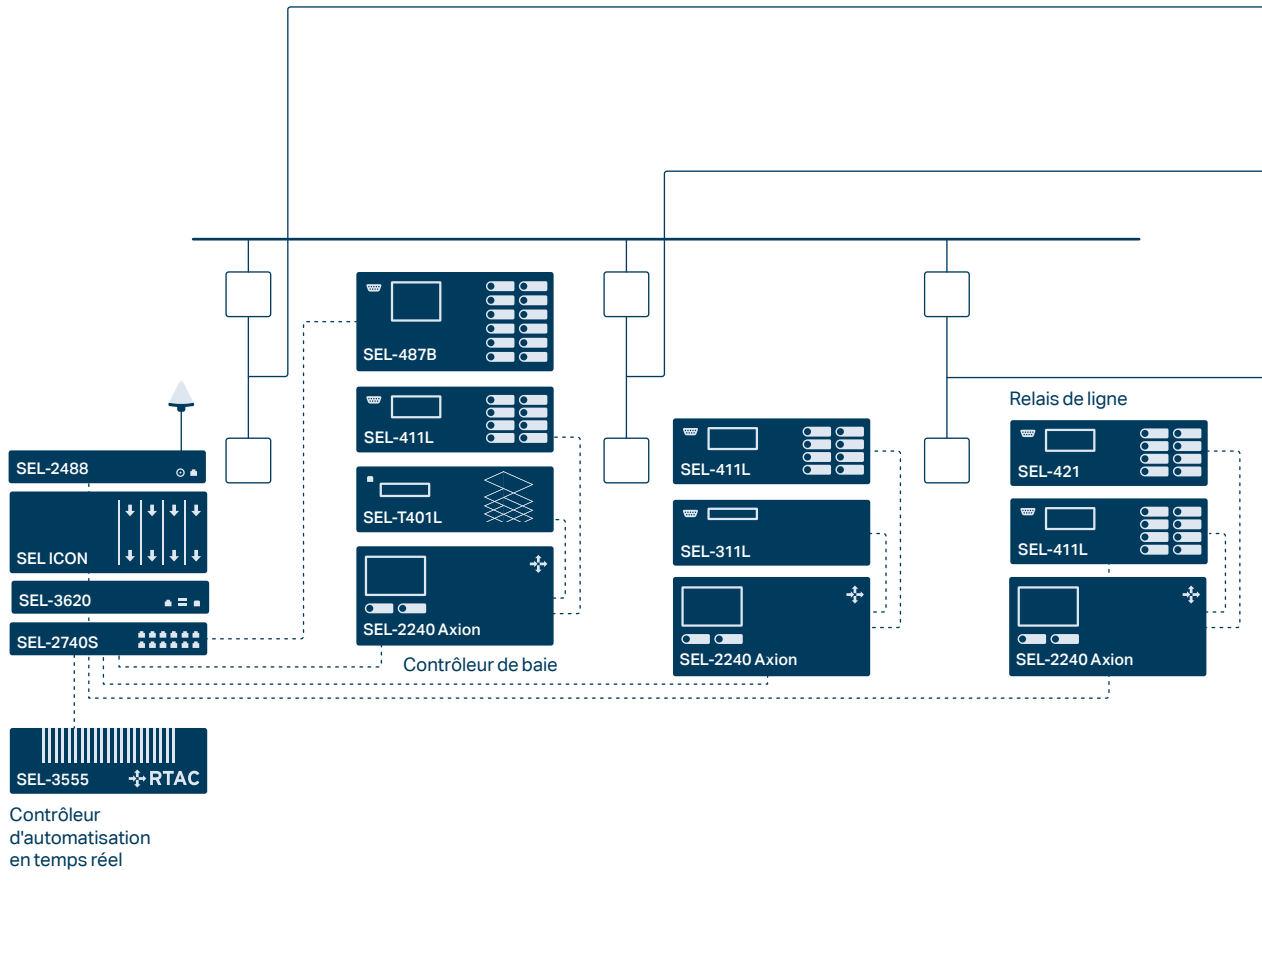 SEL-487B
SEL-411L
SEL-T401L
SEL-2240 Axion
Contrôleur de baie
SEL-411L
SEL-311L
SEL-2240 Axion
Relais de ligne
SEL-421
SEL-411L
SEL-2240 Axion
SEL-2488
SEL ICON
SEL-3620
SEL-2740S
SEL-3555
RTAC
Contrôleur
d'automatisation
en temps réel